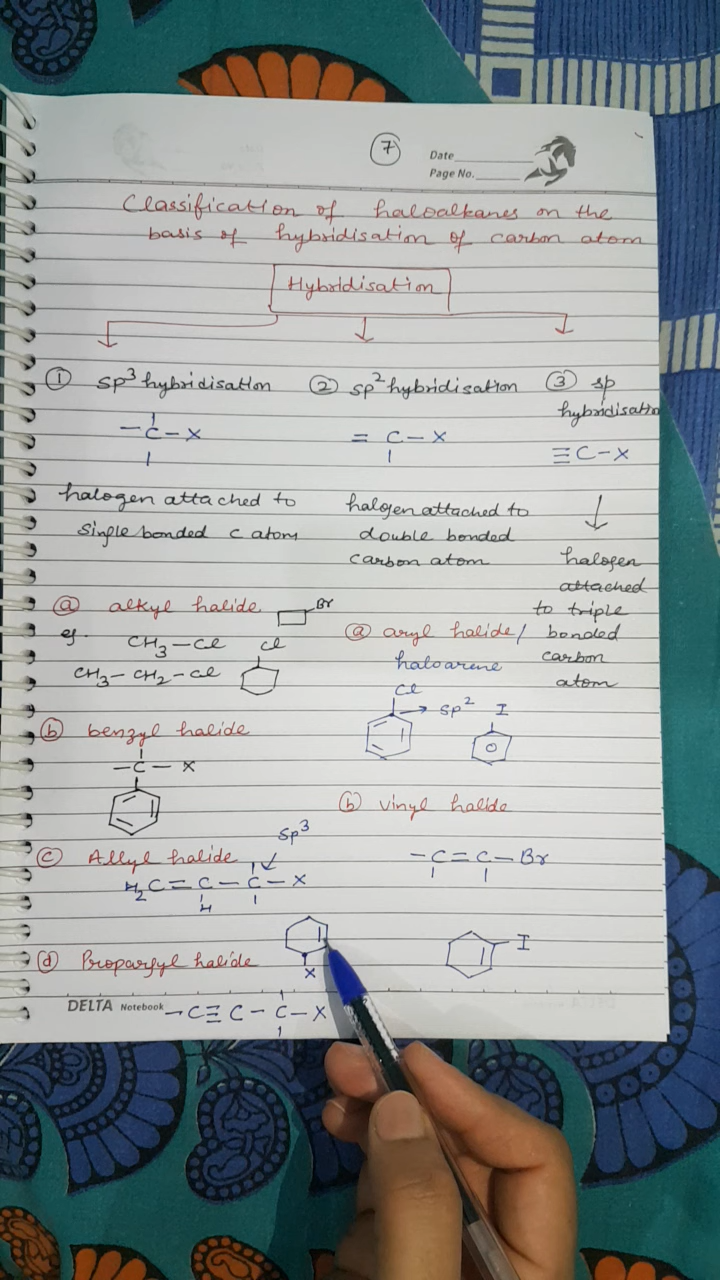 7
Date
Page No.
Classification of haloalkanes on the
basis of hybridisation of carbon atom
Hybridisation
① sp³ hybridisation
-C-X
halogen attached to
single bonded c atom
ⓐ alkyl halide
Br
eg. CH₃-Cl
CH₃-CH₂-Cl
Cl
ⓑ benzyl halide
-C-X
ⓒ Allyl halide
sp³
H₂C=C-C-X
H
X
ⓓ Propargyl halide
-C≡C-C-X
② sp² hybridisation
=C-X
halogen attached to
double bonded
carbon atom
ⓐ aryl halide/
haloarene
Cl
→ sp²
I
ⓑ vinyl halide
-C=C-Br
I
③ sp
hybridisatio
≡C-X
halogen
attached
to triple
bonded
carbon
atom
DELTA Notebook